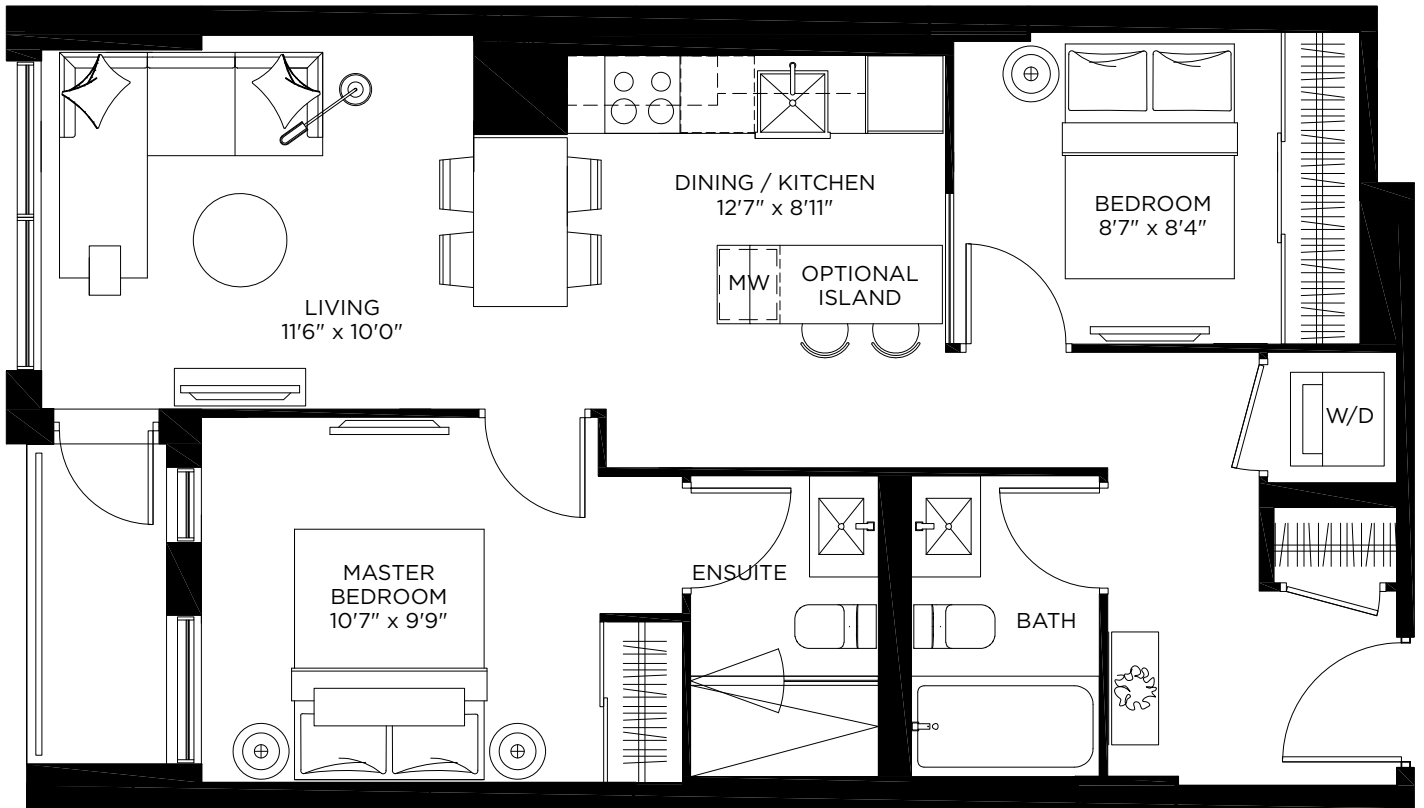 DINING / KITCHEN
12'7" x 8'11"
BEDROOM
8'7" x 8'4"
MW
OPTIONAL
ISLAND
LIVING
11'6" x 10'0"
W/D
MASTER
BEDROOM
10'7" x 9'9"
ENSUITE
BATH